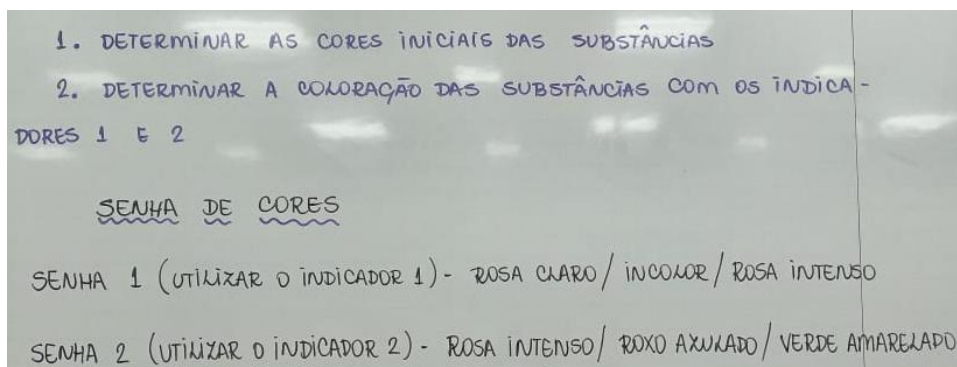 1. DETERMINAR AS CORES INICIAIS DAS SUBSTÂNCIAS
2. DETERMINAR A COLORAÇÃO DAS SUBSTÂNCIAS COM OS INDICA-
DORES 1 E 2
SENHA DE CORES
SENHA 1 (UTILIZAR O INDICADOR 1) - ROSA CLARO / INCOLOR / ROSA INTENSO
SENHA 2 (UTILIZAR O INDICADOR 2) - ROSA INTENSO / ROXO AZULADO / VERDE AMARELADO